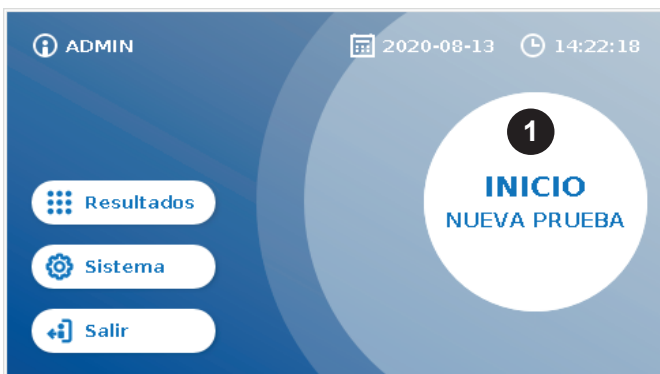 ADMIN 2020-08-13 14:22:18
1
INICIO
NUEVA PRUEBA
Resultados
Sistema
Salir